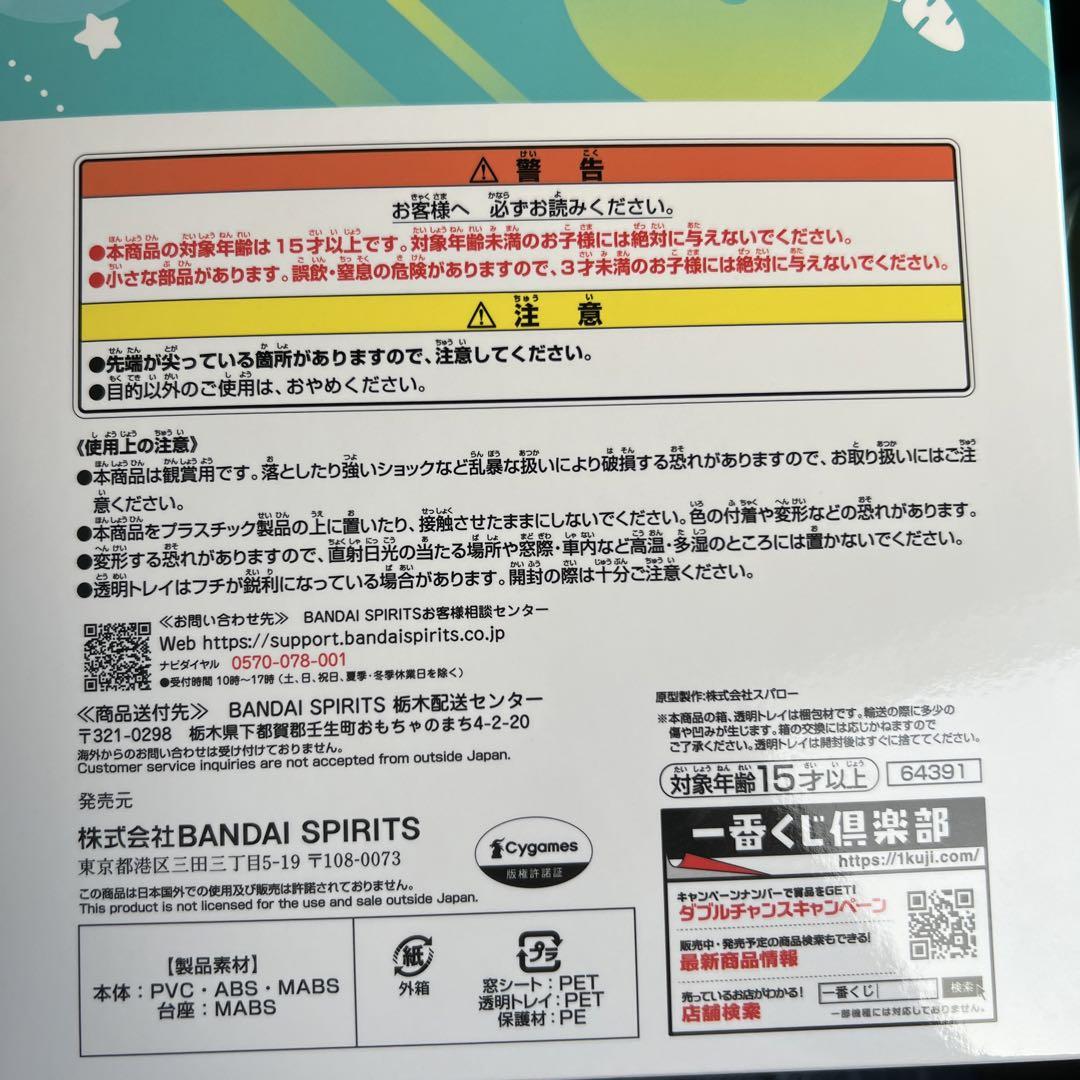 ⚠警告
お客様へ 必ずお読みください。
●本商品の対象年齢は15才以上です。対象年齢未満のお子様には絶対に与えないでください。
●小さな部品があります。誤飲・窒息の危険がありますので、3才未満のお子様には絶対に与えないでください。
⚠注意
●先端が尖っている箇所がありますので、注意してください。
●目的以外のご使用は、おやめください。
《使用上の注意》
●本商品は観賞用です。落としたり強いショックなど乱暴な扱いにより破損する恐れがありますので、お取り扱いにはご注
意ください。
●本商品をプラスチック製品の上に置いたり、接触させたままにしないでください。色の付着や変形などの恐れがあります。
●変形する恐れがありますので、直射日光の当たる場所や窓際・車内など高温・多湿のところには置かないでください。
●透明トレイはフチが鋭利になっている場合があります。開封の際は十分ご注意ください。
≪お問い合わせ先≫ BANDAI SPIRITSお客様相談センター
Web https://support.bandaispirits.co.jp
ナビダイヤル 0570-078-001
●受付時間 10時〜17時(土、日、祝日、夏季・冬季休業日を除く)
≪商品送付先≫ BANDAI SPIRITS 栃木配送センター
〒321-0298 栃木県下都賀郡壬生町おもちゃのまち4-2-20
海外からのお問い合わせは受け付けておりません。
Customer service inquiries are not accepted from outside Japan.
発売元
株式会社BANDAI SPIRITS
東京都港区三田三丁目5-19 〒108-0073
この商品は日本国外での使用及び販売は許諾されておりません。
This product is not licensed for the use and sale outside Japan.
Cygames
版権許諾証
【製品素材】
本体:PVC・ABS・MABS
台座:MABS
紙
外箱
プラ
窓シート:PET
透明トレイ:PET
保護材:PE
原型製作:株式会社スパロー
※本商品の箱、透明トレイは梱包材です。輸送の際に多少の
傷や凹みが生じます。箱の交換には応じかねますので
ご了承ください。透明トレイは開封後はすぐに捨ててください。
対象年齢15才以上
64391
一番くじ倶楽部
https://1kuji.com/
キャンペーンナンバーで賞品をGET!
ダブルチャンスキャンペーン
販売中・発売予定の商品検索もできる!
最新商品情報
売っているお店がわかる!
店舗検索
一番くじ 検索
一部機種には対応しておりません。